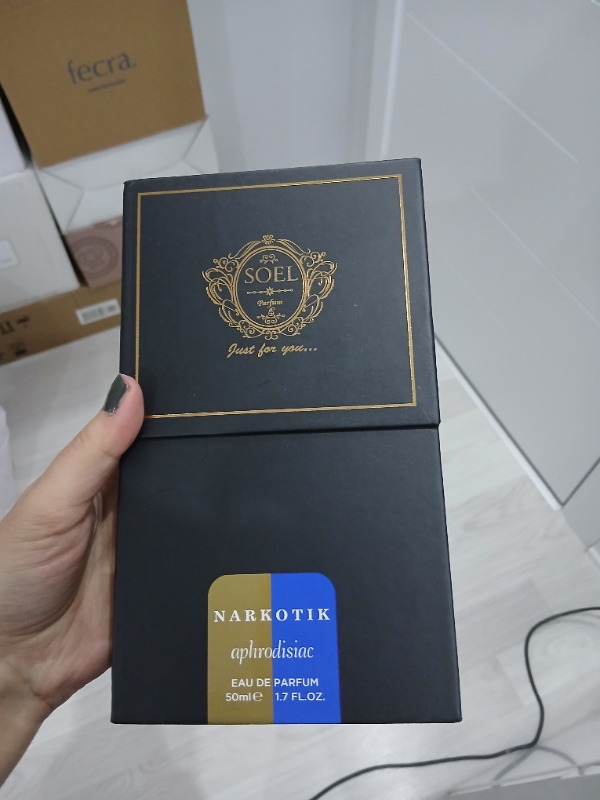 fecra.
SOEL
Parfum
Just for you...
NARKOTIK
aphrodisiac
EAU DE PARFUM
50ml e 1.7 FL.OZ.